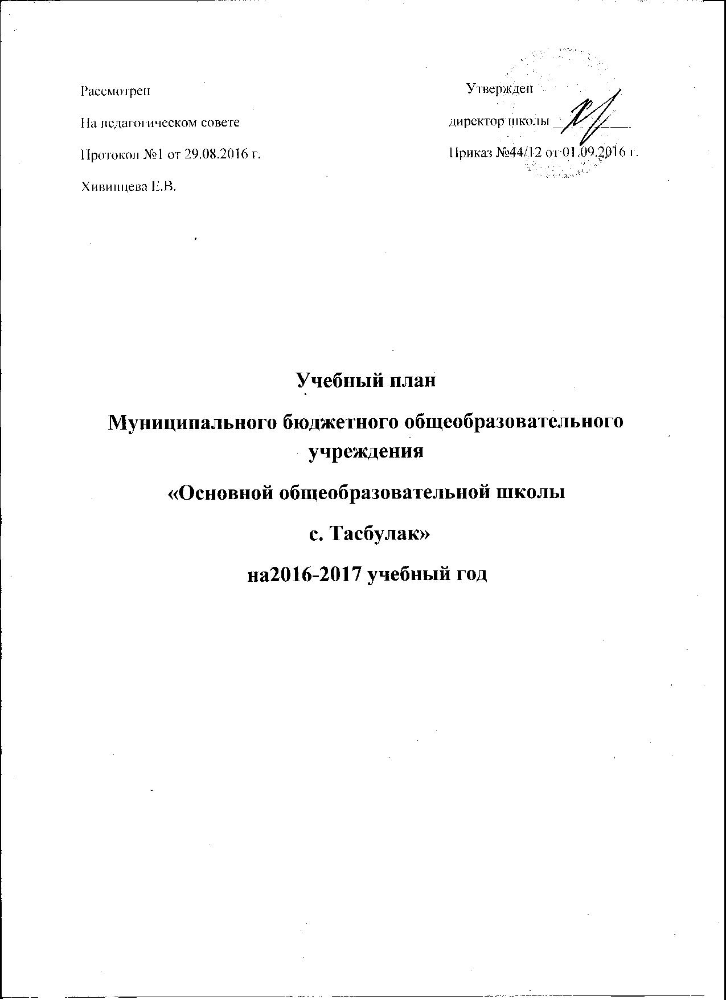 Рассмотрен
На педагогическом совете
Протокол №1 от 29.08.2016 г.
Хивинцева Е.В.
Утвержден
директор школы
Приказ №44/12 от 01.09.2016 г.
Учебный план
Муниципального бюджетного общеобразовательного
учреждения
«Основной общеобразовательной школы
с. Тасбулак»
на2016-2017 учебный год